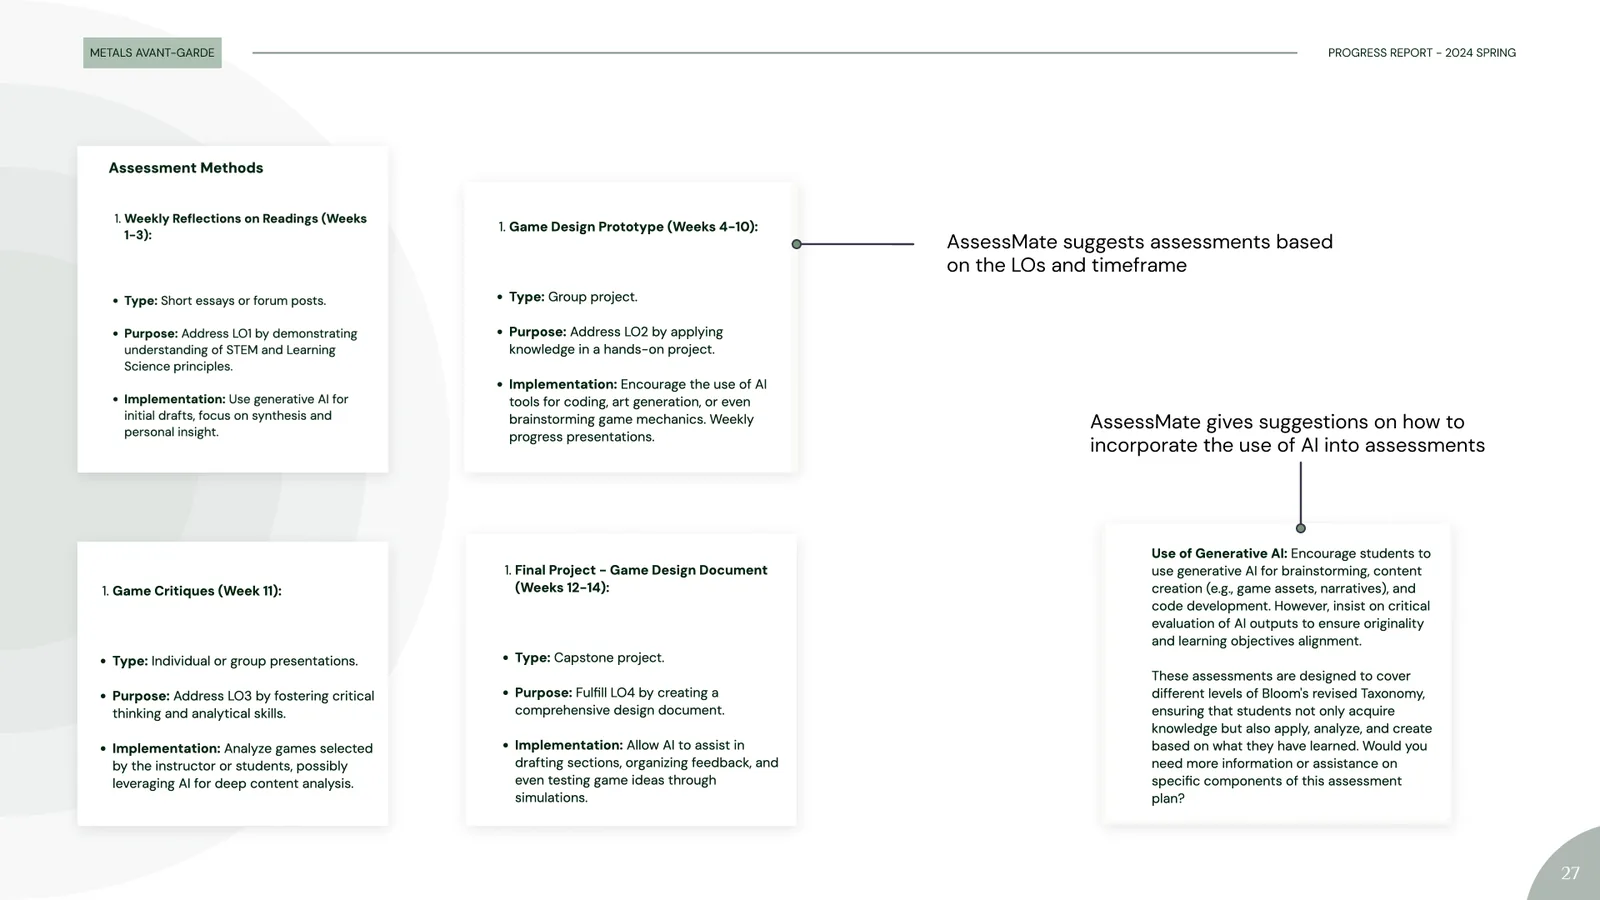 METALS AVANT-GARDE
PROGRESS REPORT - 2024 SPRING
Assessment Methods
1. Weekly Reflections on Readings (Weeks
1-3):
• Type: Short essays or forum posts.
• Purpose: Address LO1 by demonstrating
understanding of STEM and Learning
Science principles.
• Implementation: Use generative AI for
initial drafts, focus on synthesis and
personal insight.
1. Game Design Prototype (Weeks 4-10):
• Type: Group project.
• Purpose: Address LO2 by applying
knowledge in a hands-on project.
• Implementation: Encourage the use of AI
tools for coding, art generation, or even
brainstorming game mechanics. Weekly
progress presentations.
AssessMate suggests assessments based
on the LOs and timeframe
1. Game Critiques (Week 11):
• Type: Individual or group presentations.
• Purpose: Address LO3 by fostering critical
thinking and analytical skills.
• Implementation: Analyze games selected
by the instructor or students, possibly
leveraging AI for deep content analysis.
1. Final Project - Game Design Document
(Weeks 12-14):
• Type: Capstone project.
• Purpose: Fulfill LO4 by creating a
comprehensive design document.
• Implementation: Allow AI to assist in
drafting sections, organizing feedback, and
even testing game ideas through
simulations.
AssessMate gives suggestions on how to
incorporate the use of AI into assessments
Use of Generative AI: Encourage students to
use generative AI for brainstorming, content
creation (e.g., game assets, narratives), and
code development. However, insist on critical
evaluation of AI outputs to ensure originality
and learning objectives alignment.
These assessments are designed to cover
different levels of Bloom's revised Taxonomy,
ensuring that students not only acquire
knowledge but also apply, analyze, and create
based on what they have learned. Would you
need more information or assistance on
specific components of this assessment
plan?
27